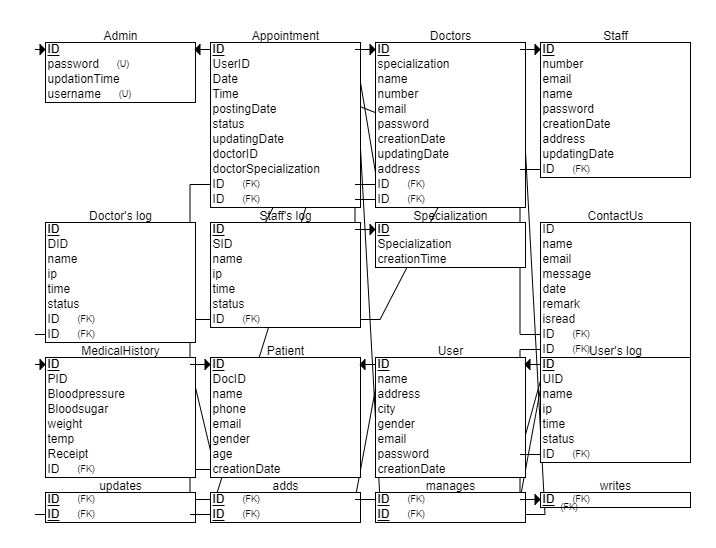 Admin
ID
password (U)
updationTime
username (U)
Appointment
ID
UserID
Date
Time
postingDate
status
updatingDate
doctorID
doctorSpecialization
ID (FK)
ID (FK)
Doctors
ID
specialization
name
number
email
password
creationDate
updatingDate
address
ID (FK)
ID (FK)
Staff
ID
number
email
name
password
creationDate
address
updatingDate
ID (FK)
Doctor's log
ID
DID
name
ip
time
status
ID (FK)
ID (FK)
Staff's log
ID
SID
name
ip
time
status
ID (FK)
Specialization
ID
Specialization
creationTime
ContactUs
ID
name
email
message
date
remark
isread
ID (FK)
ID (FK)
MedicalHistory
ID
PID
Bloodpressure
Bloodsugar
weight
temp
Receipt
ID (FK)
Patient
ID
DocID
name
phone
email
gender
age
creationDate
User
ID
name
address
city
gender
email
password
creationDate
User's log
ID
UID
name
ip
time
status
ID (FK)
updates
ID (FK)
ID (FK)
adds
ID (FK)
ID (FK)
manages
ID (FK)
ID (FK)
writes
ID (FK)
(FK)